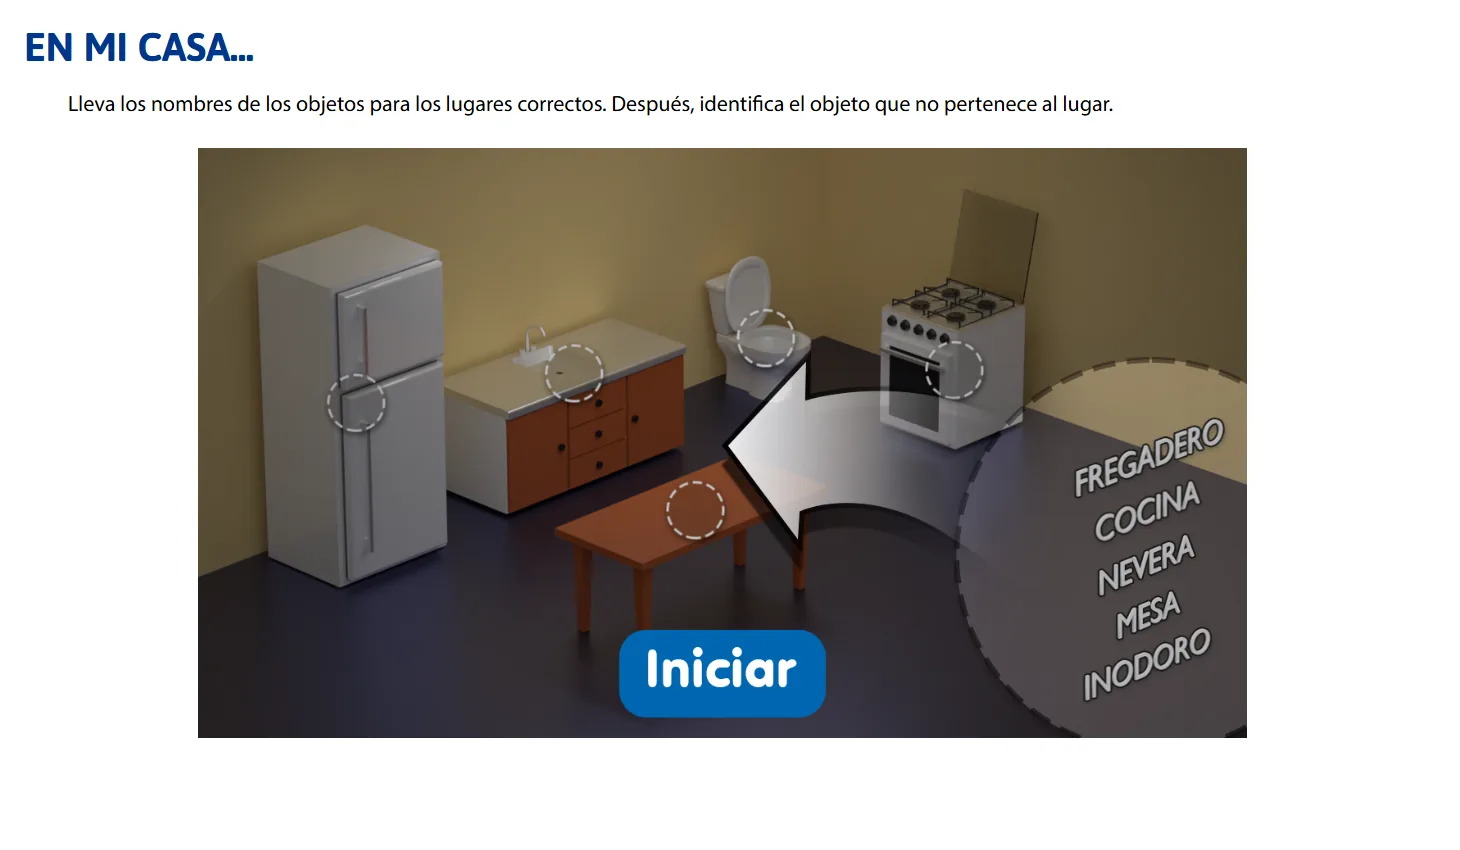 EN MI CASA...
Lleva los nombres de los objetos para los lugares correctos. Después, identifica el objeto que no pertenece al lugar.
FREGADERO
COCINA
NEVERA
MESA
INODORO
Iniciar